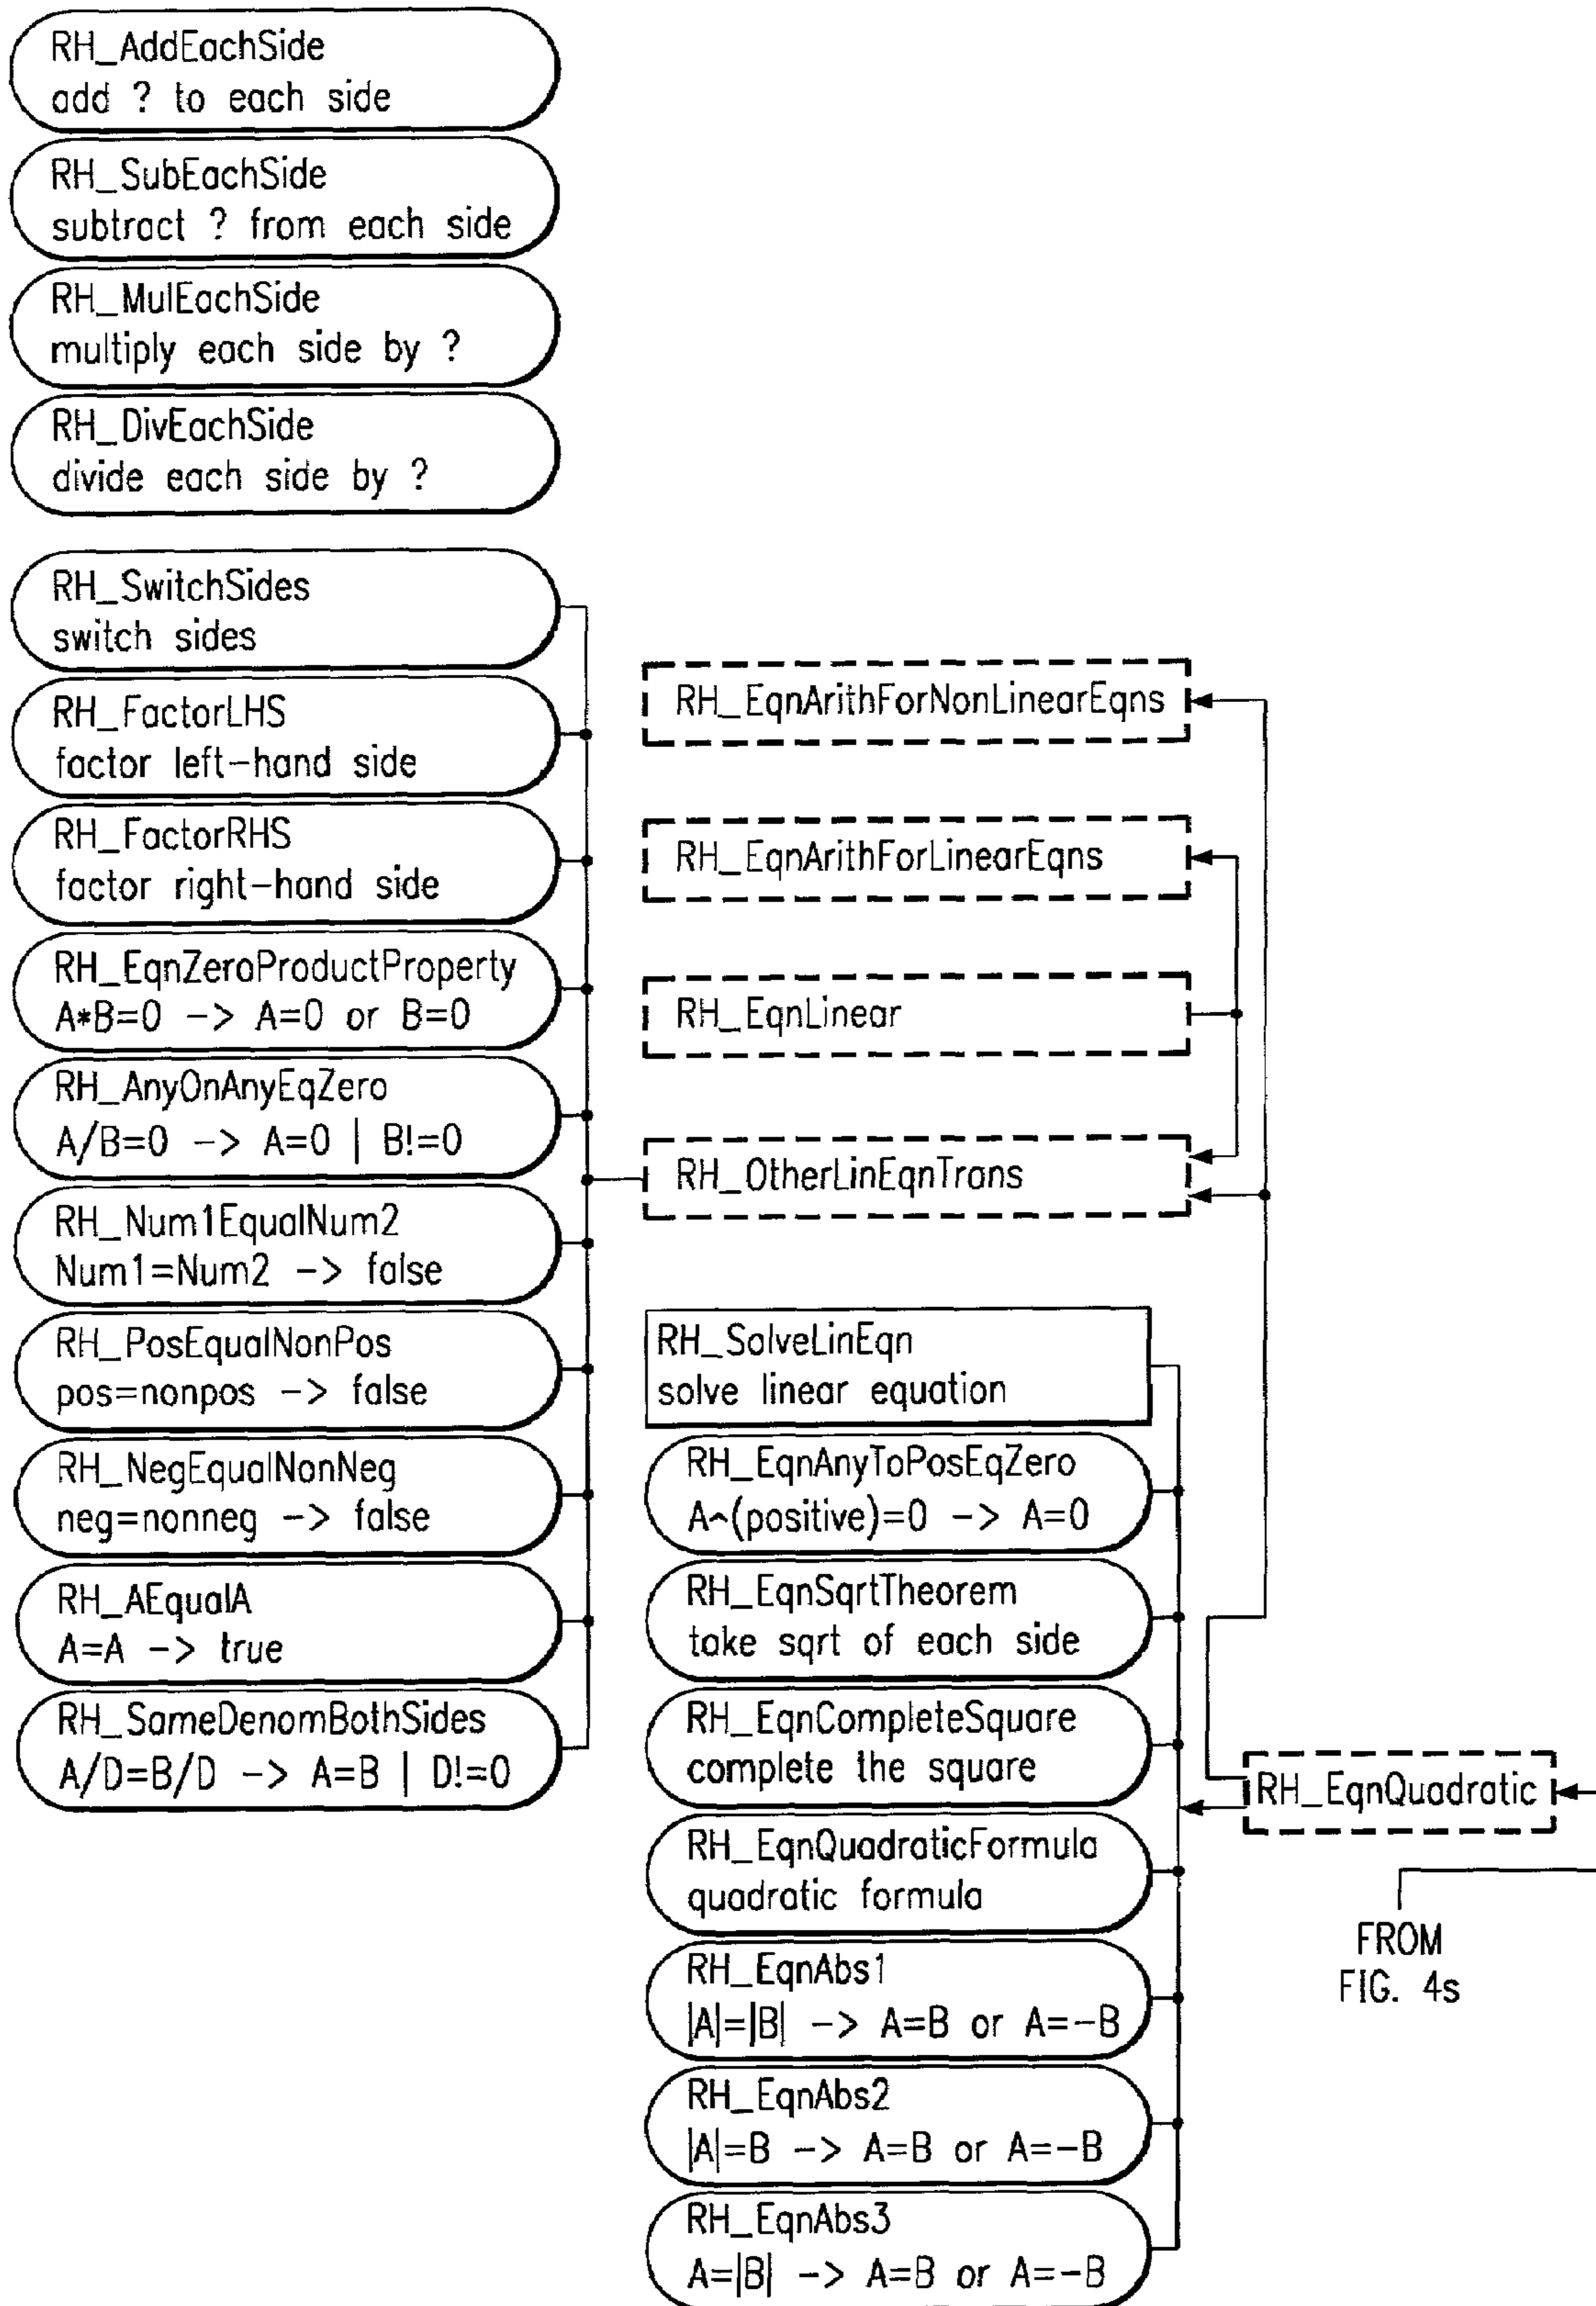 RH_AddEachSide
add ? to each side
RH_SubEachSide
subtract ? from each side
RH_MulEachSide
multiply each side by ?
RH_DivEachSide
divide each side by ?
RH_SwitchSides
switch sides
RH_FactorLHS
factor left-hand side
RH_FactorRHS
factor right-hand side
RH_EqnZeroProductProperty
A*B=0 -> A=0 or B=0
RH_AnyOnAnyEqZero
A/B=0 -> A=0 | B!=0
RH_Num1EqualNum2
Num1=Num2 -> false
RH_PosEqualNonPos
pos=nonpos -> false
RH_NegEqualNonNeg
neg=nonneg -> false
RH_AEqualA
A=A -> true
RH_SameDenomBothSides
A/D=B/D -> A=B | D!=0
RH_EqnArithForNonLinearEqns
RH_EqnArithForLinearEqns
RH_EqnLinear
RH_OtherLinEqnTrans
RH_SolveLinEqn
solve linear equation
RH_EqnAnyToPosEqZero
A^(positive)=0 -> A=0
RH_EqnSqrtTheorem
take sqrt of each side
RH_EqnCompleteSquare
complete the square
RH_EqnQuadraticFormula
quadratic formula
RH_EqnAbs1
|A|=|B| -> A=B or A=-B
RH_EqnAbs2
|A|=B -> A=B or A=-B
RH_EqnAbs3
A=|B| -> A=B or A=-B
RH_EqnQuadratic
FROM
FIG. 4s